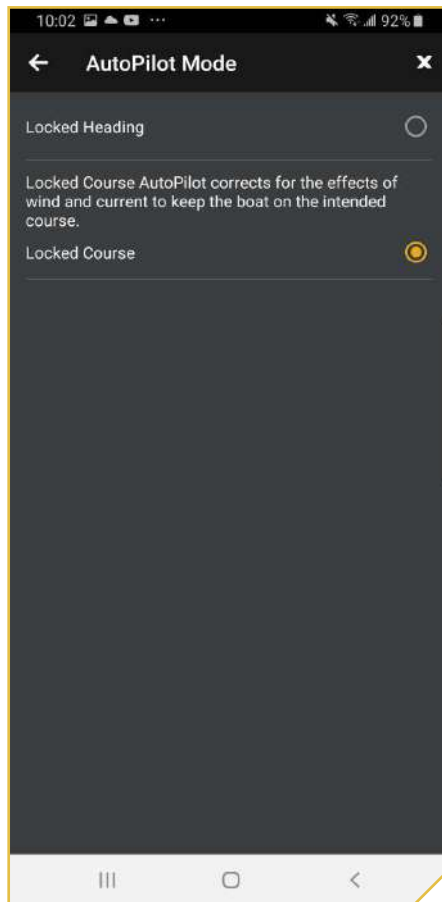 10:02 ··· 92%
AutoPilot Mode
Locked Heading
Locked Course AutoPilot corrects for the effects of
wind and current to keep the boat on the intended
course.
Locked Course